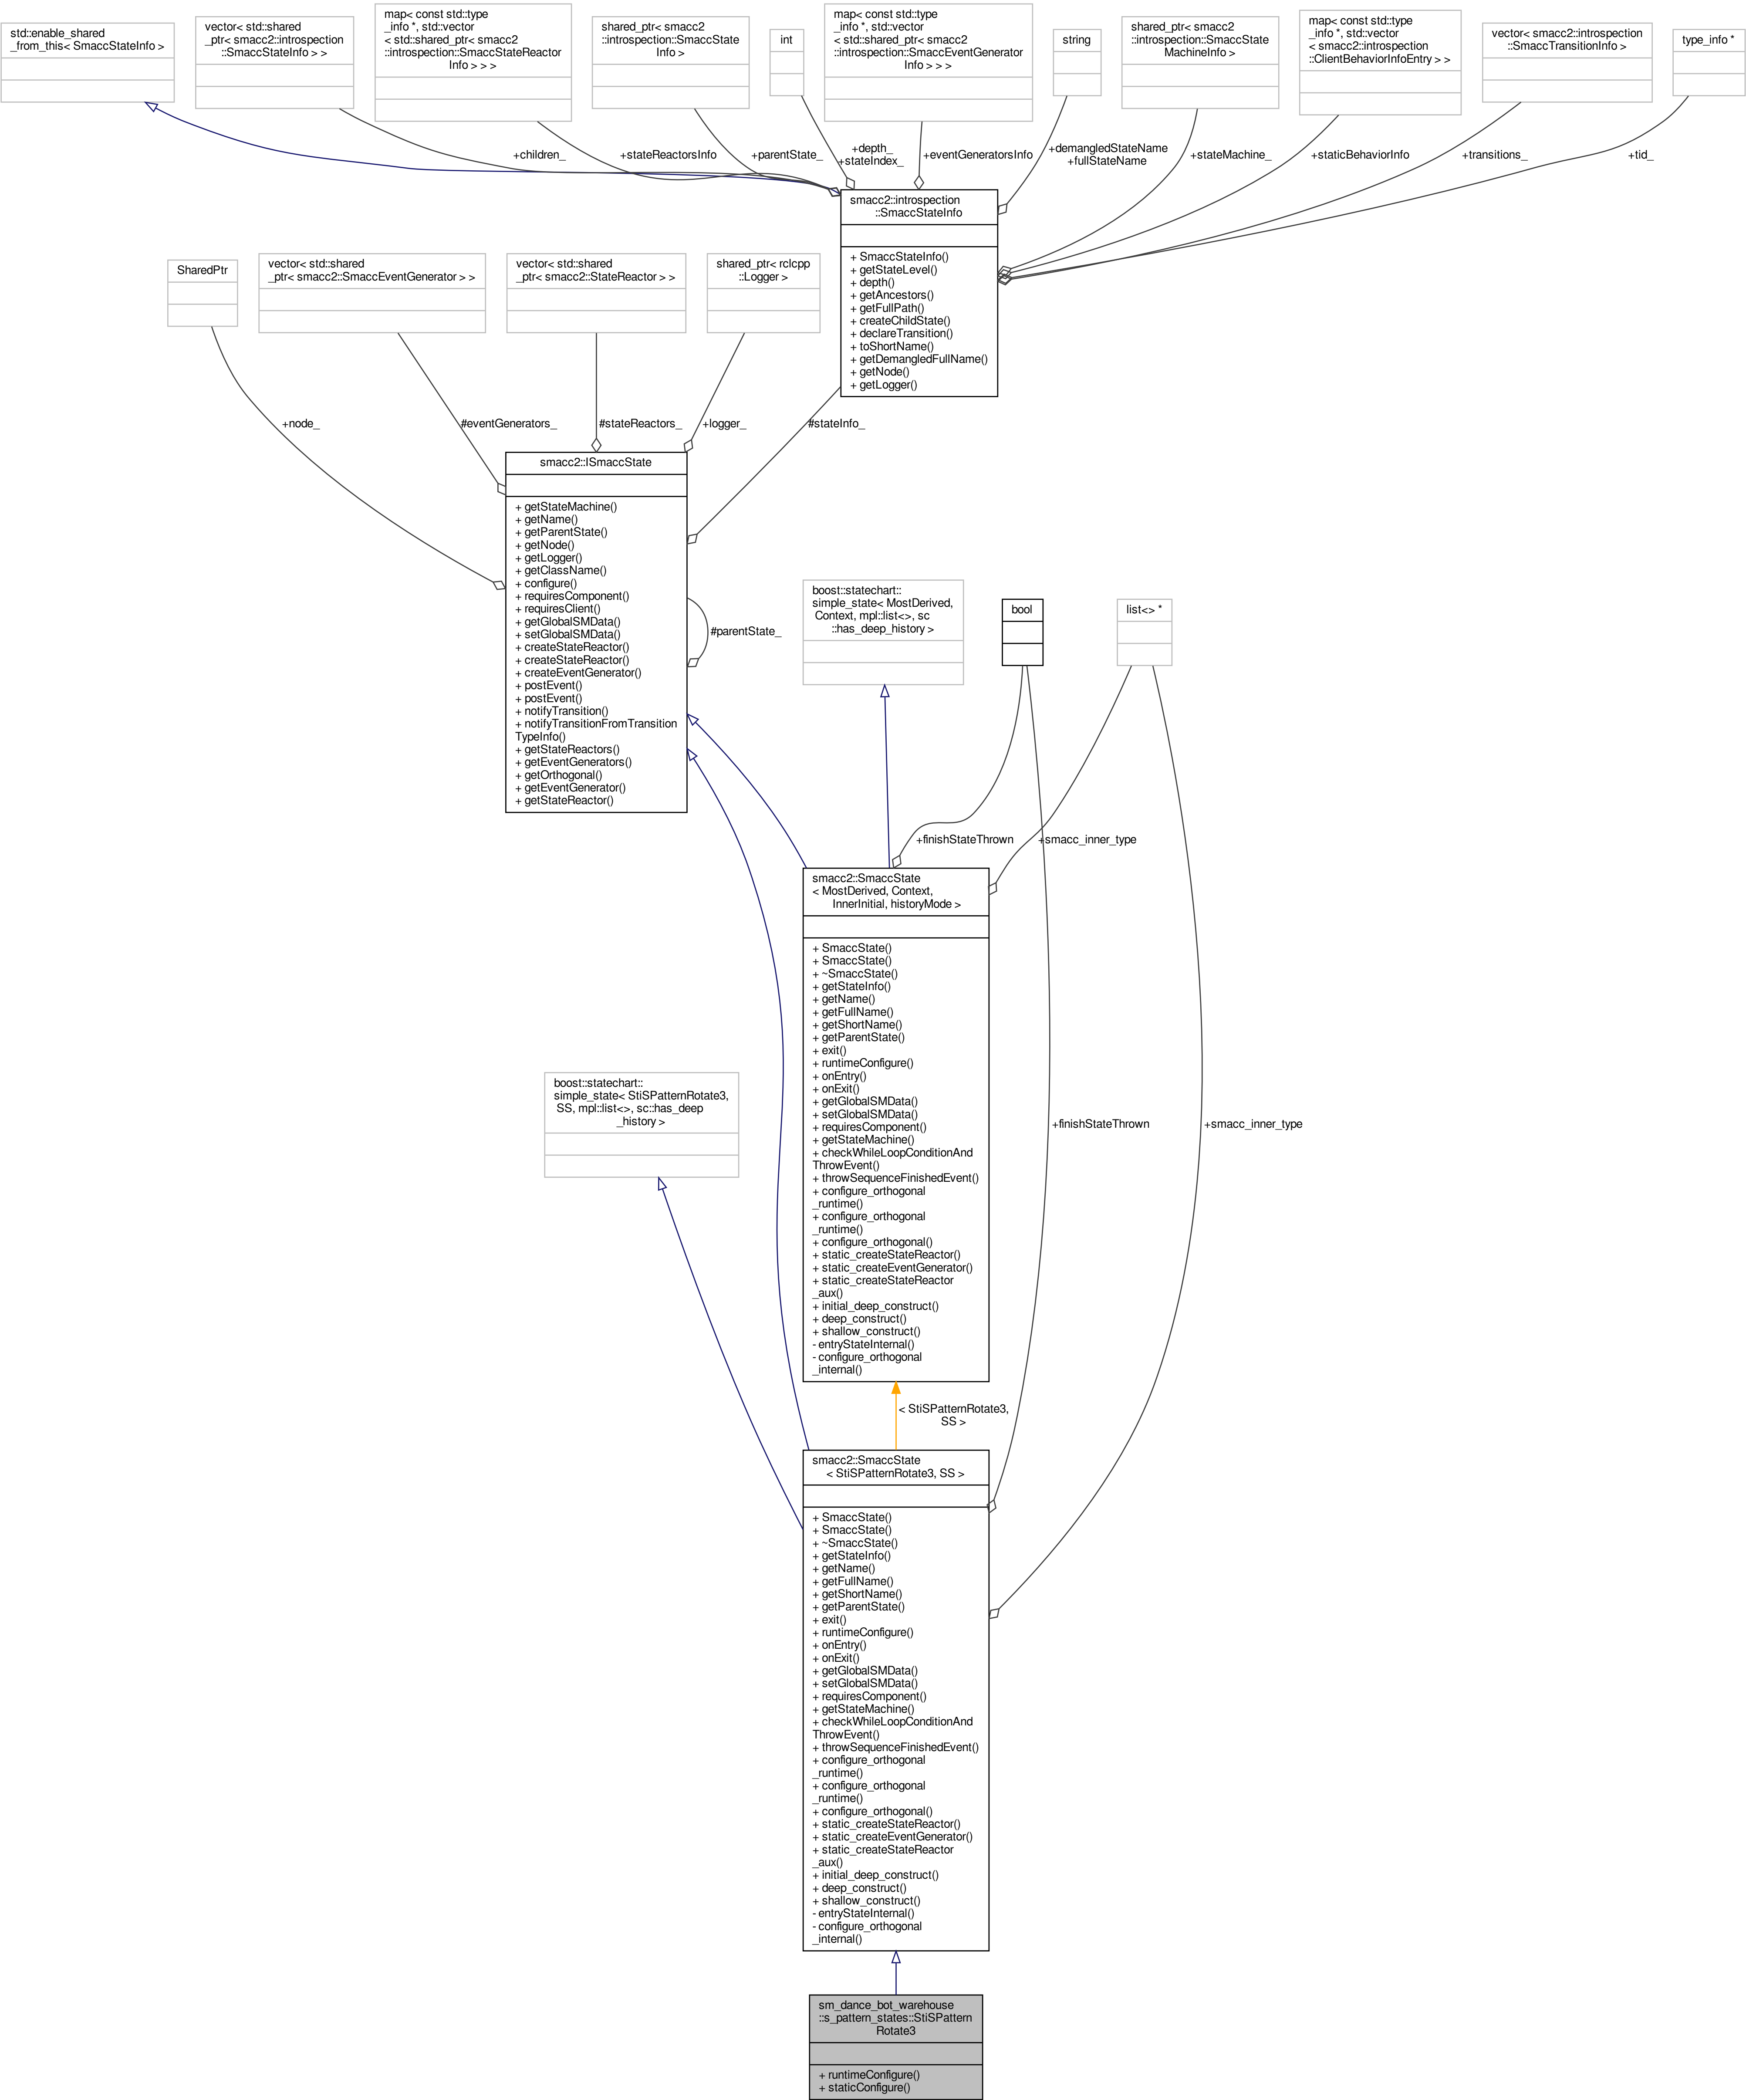 std::enable_shared
_from_this< SmaccStateInfo >
vector< std::shared
_ptr< smacc2::introspection
::SmaccStateInfo > >
map< const std::type
_info *, std::vector
< std::shared_ptr< smacc2
::introspection::SmaccStateReactor
Info > > >
shared_ptr< smacc2
::introspection::SmaccState
Info >
int
map< const std::type
_info *, std::vector
< std::shared_ptr< smacc2
::introspection::SmaccEventGenerator
Info > > >
string
shared_ptr< smacc2
::introspection::SmaccState
MachineInfo >
map< const std::type
_info *, std::vector
< smacc2::introspection
::ClientBehaviorInfoEntry > >
vector< smacc2::introspection
::SmaccTransitionInfo >
type_info *
+children_
+stateReactorsInfo
+parentState_
+depth_
+stateIndex_
+eventGeneratorsInfo
+demangledStateName
+fullStateName
+stateMachine_
+staticBehaviorInfo
+transitions_
+tid_
smacc2::introspection
::SmaccStateInfo
+ SmaccStateInfo()
+ getStateLevel()
+ depth()
+ getAncestors()
+ getFullPath()
+ createChildState()
+ declareTransition()
+ toShortName()
+ getDemangledFullName()
+ getNode()
+ getLogger()
SharedPtr
vector< std::shared
_ptr< smacc2::SmaccEventGenerator > >
vector< std::shared
_ptr< smacc2::StateReactor > >
shared_ptr< rclcpp
::Logger >
+node_
#eventGenerators_
#stateReactors_
+logger_
#stateInfo_
smacc2::ISmaccState
+ getStateMachine()
+ getName()
+ getParentState()
+ getNode()
+ getLogger()
+ getClassName()
+ configure()
+ requiresComponent()
+ requiresClient()
+ getGlobalSMData()
+ setGlobalSMData()
+ createStateReactor()
+ createStateReactor()
+ createEventGenerator()
+ postEvent()
+ postEvent()
+ notifyTransition()
+ notifyTransitionFromTransition
TypeInfo()
+ getStateReactors()
+ getEventGenerators()
+ getOrthogonal()
+ getEventGenerator()
+ getStateReactor()
#parentState_
boost::statechart::
simple_state< MostDerived,
Context, mpl::list<>, sc
::has_deep_history >
bool
list<> *
+finishStateThrown
+smacc_inner_type
smacc2::SmaccState
< MostDerived, Context,
InnerInitial, historyMode >
+ SmaccState()
+ SmaccState()
+ ~SmaccState()
+ getStateInfo()
+ getName()
+ getFullName()
+ getShortName()
+ getParentState()
+ exit()
+ runtimeConfigure()
+ onEntry()
+ onExit()
+ getGlobalSMData()
+ setGlobalSMData()
+ requiresComponent()
+ getStateMachine()
+ checkWhileLoopConditionAnd
ThrowEvent()
+ throwSequenceFinishedEvent()
+ configure_orthogonal
_runtime()
+ configure_orthogonal
_runtime()
+ configure_orthogonal()
+ static_createStateReactor()
+ static_createEventGenerator()
+ static_createStateReactor
_aux()
+ initial_deep_construct()
+ deep_construct()
+ shallow_construct()
- entryStateInternal()
- configure_orthogonal
_internal()
boost::statechart::
simple_state< StiSPatternRotate3,
SS, mpl::list<>, sc::has_deep
_history >
+finishStateThrown
+smacc_inner_type
< StiSPatternRotate3,
SS >
smacc2::SmaccState
< StiSPatternRotate3, SS >
+ SmaccState()
+ SmaccState()
+ ~SmaccState()
+ getStateInfo()
+ getName()
+ getFullName()
+ getShortName()
+ getParentState()
+ exit()
+ runtimeConfigure()
+ onEntry()
+ onExit()
+ getGlobalSMData()
+ setGlobalSMData()
+ requiresComponent()
+ getStateMachine()
+ checkWhileLoopConditionAnd
ThrowEvent()
+ throwSequenceFinishedEvent()
+ configure_orthogonal
_runtime()
+ configure_orthogonal
_runtime()
+ configure_orthogonal()
+ static_createStateReactor()
+ static_createEventGenerator()
+ static_createStateReactor
_aux()
+ initial_deep_construct()
+ deep_construct()
+ shallow_construct()
- entryStateInternal()
- configure_orthogonal
_internal()
sm_dance_bot_warehouse
::s_pattern_states::StiSPattern
Rotate3
+ runtimeConfigure()
+ staticConfigure()